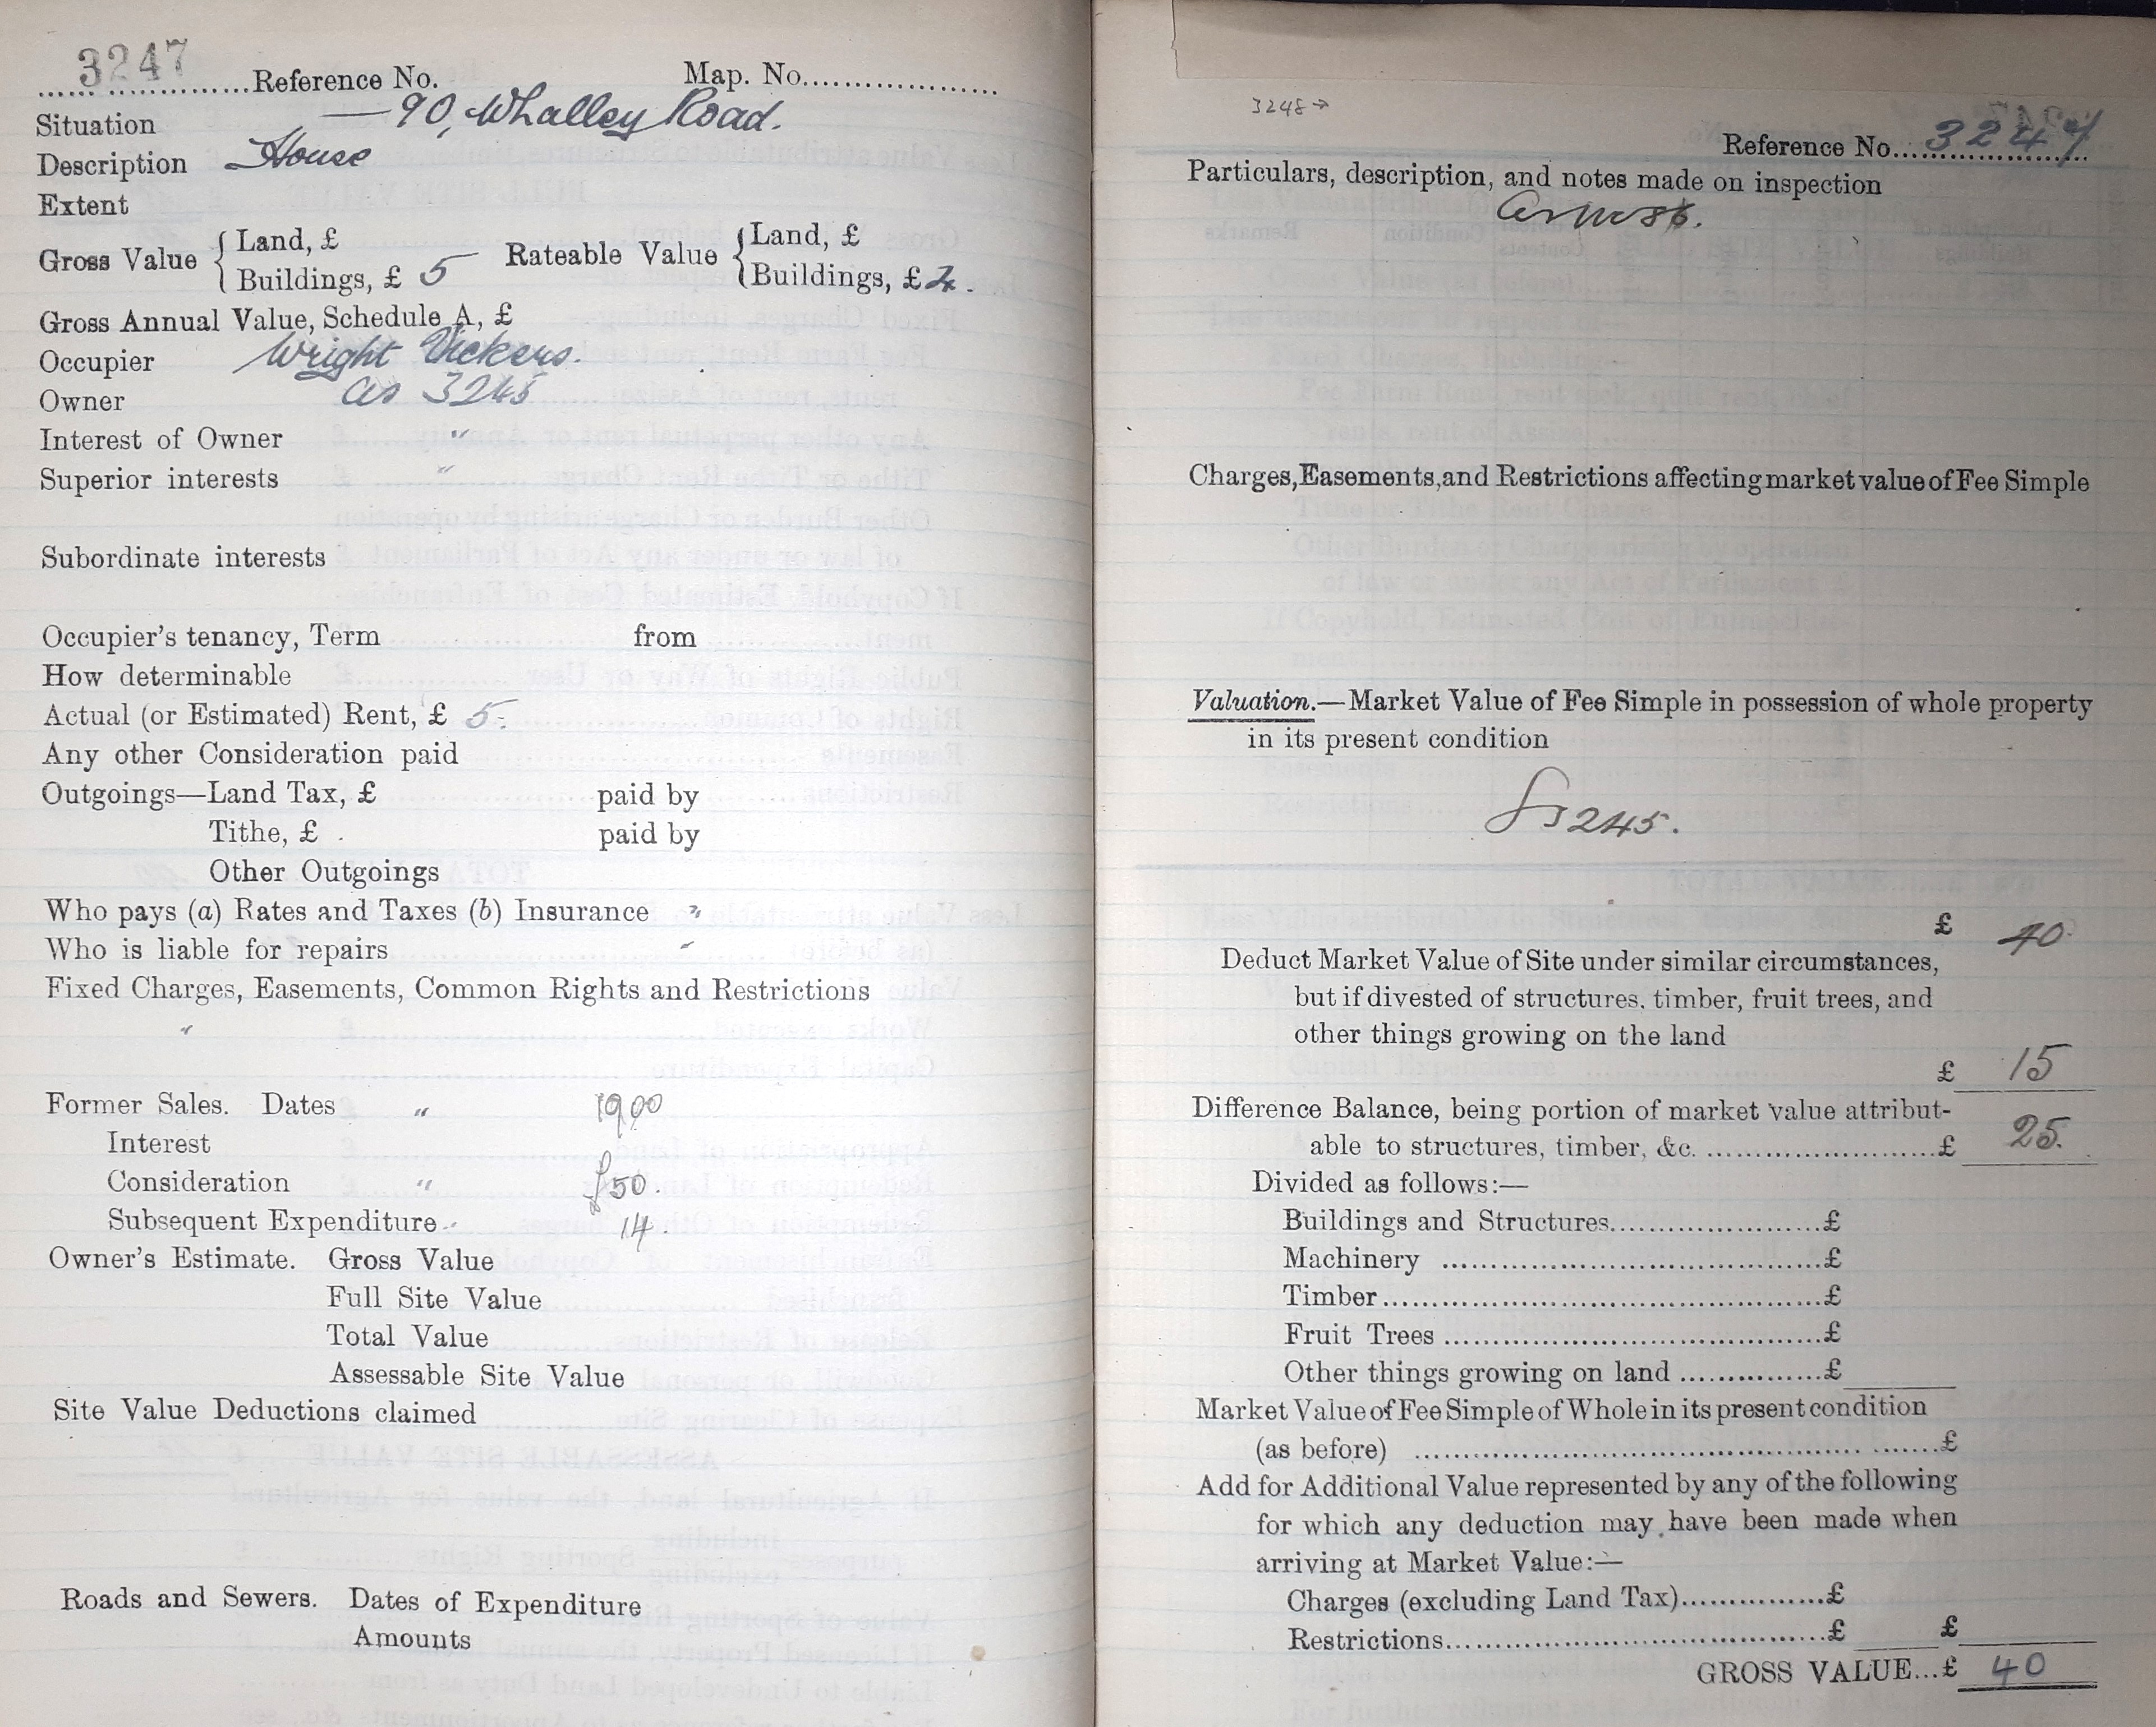 3247
Reference No. Map. No.
Situation — 90, Whalley Road.
Description House
Extent
Gross Value { Land, £ Rateable Value { Land, £
Buildings, £ 5 Buildings, £ 4.
Gross Annual Value, Schedule A, £
Occupier Wright Vickers.
Owner as 3245
Interest of Owner "
Superior interests "
Subordinate interests
Occupier's tenancy, Term from
How determinable
Actual (or Estimated) Rent, £ 5.
Any other Consideration paid
Outgoings—Land Tax, £ paid by
Tithe, £ paid by
Other Outgoings
Who pays (a) Rates and Taxes (b) Insurance "
Who is liable for repairs "
Fixed Charges, Easements, Common Rights and Restrictions
"
Former Sales. Dates " 1900
Interest
Consideration " £50.
Subsequent Expenditure " 14.
Owner's Estimate. Gross Value
Full Site Value
Total Value
Assessable Site Value
Site Value Deductions claimed
Roads and Sewers. Dates of Expenditure
Amounts
3248→
Reference No. 3247
Particulars, description, and notes made on inspection
Charges, Easements, and Restrictions affecting market value of Fee Simple
Valuation.—Market Value of Fee Simple in possession of whole property
in its present condition
3245.
£ 40.
Deduct Market Value of Site under similar circumstances,
but if divested of structures. timber, fruit trees, and
other things growing on the land
£ 15
Difference Balance, being portion of market value attribut-
able to structures, timber, &c. £ 25.
Divided as follows:—
Buildings and Structures £
Machinery £
Timber £
Fruit Trees £
Other things growing on land £
Market Value of Fee Simple of Whole in its present condition
(as before) £
Add for Additional Value represented by any of the following
for which any deduction may have been made when
arriving at Market Value:—
Charges (excluding Land Tax) £
Restrictions £ £
GROSS VALUE...£ 40